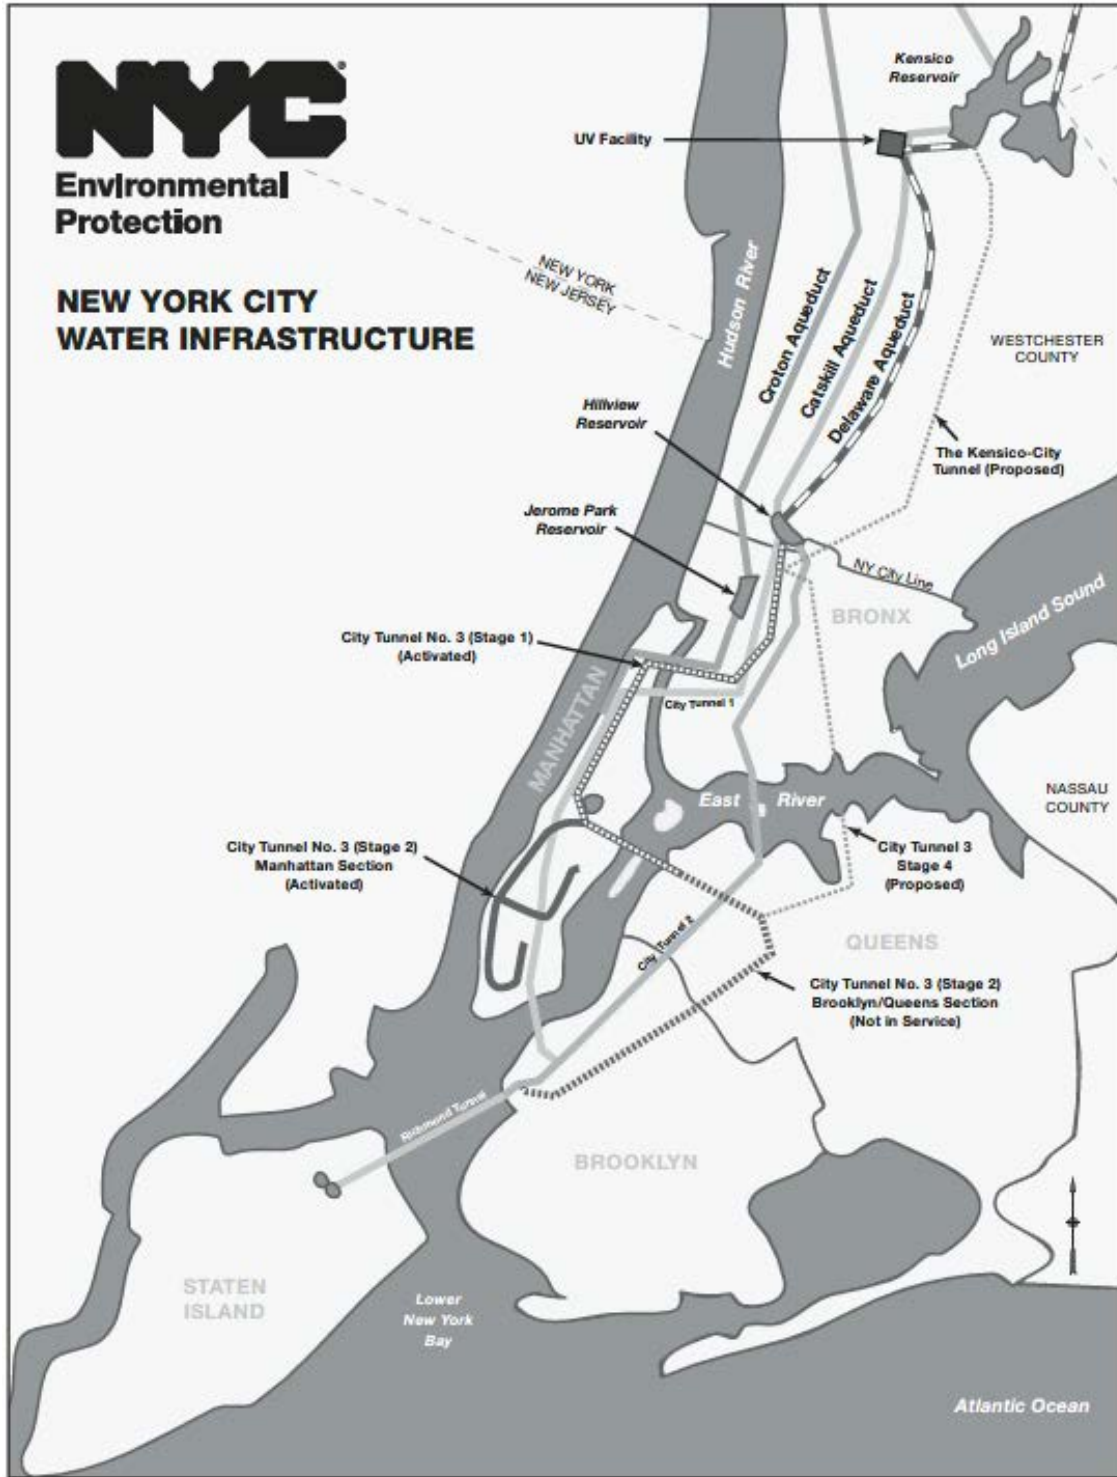 NYC
Environmental
Protection
NEW YORK CITY
WATER INFRASTRUCTURE
Kensico
Reservoir
UV Facility
NEW YORK
NEW JERSEY
Hudson River
Croton Aqueduct
Catskill Aqueduct
Delaware Aqueduct
WESTCHESTER
COUNTY
Hillview
Reservoir
The Kensico-City
Tunnel (Proposed)
Jerome Park
Reservoir
NY City Line
BRONX
Long Island Sound
City Tunnel No. 3 (Stage 1)
(Activated)
MANHATTAN
City Tunnel 1
East River
NASSAU
COUNTY
City Tunnel No. 3 (Stage 2)
Manhattan Section
(Activated)
City Tunnel 3
Stage 4
(Proposed)
City Tunnel 2
QUEENS
City Tunnel No. 3 (Stage 2)
Brooklyn/Queens Section
(Not in Service)
Richmond Tunnel
BROOKLYN
STATEN
ISLAND
Lower
New York
Bay
Atlantic Ocean